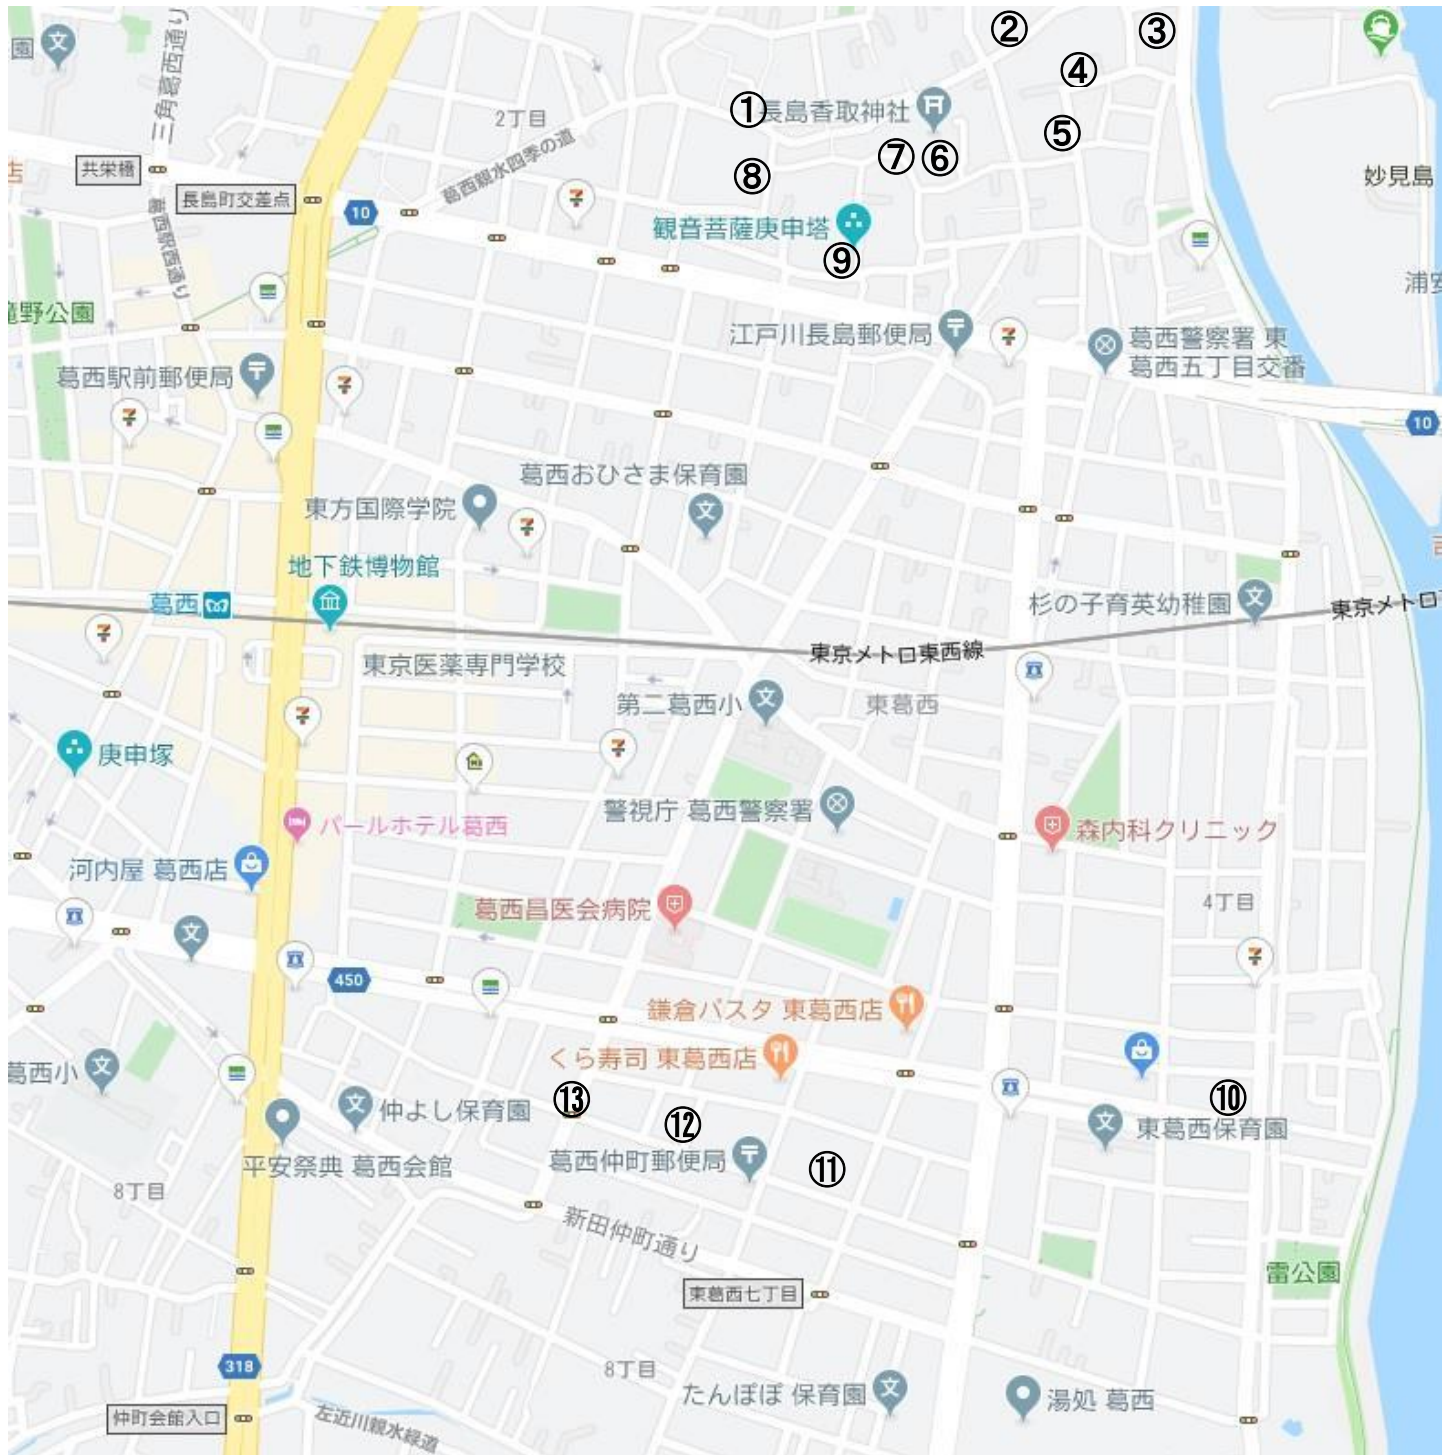 ②
③
園
三角葛西通り
④
①
長島香取神社
2丁目
⑤
⑦
⑥
共栄橋
店
葛西親水四季の道
⑧
妙見島
長島町交差点
10
葛西駅西通り
観音菩薩庚申塔
⑨
浦安
滝野公園
江戸川長島郵便局
葛西警察署 東
葛西五丁目交番
葛西駅前郵便局
10
葛西おひさま保育園
東方国際学院
地下鉄博物館
葛西
杉の子育英幼稚園
東京メトロ
東京メトロ東西線
東京医薬専門学校
第二葛西小
東葛西
庚申塚
警視庁 葛西警察署
パールホテル葛西
森内科クリニック
河内屋 葛西店
葛西昌医会病院
4丁目
450
鎌倉パスタ 東葛西店
くら寿司 東葛西店
葛西小
⑬
⑩
仲よし保育園
⑫
東葛西保育園
平安祭典 葛西会館
葛西仲町郵便局
⑪
8丁目
新田仲町通り
雷公園
東葛西七丁目
318
8丁目
たんぽぽ 保育園
湯処 葛西
仲町会館入口
左近川親水緑道